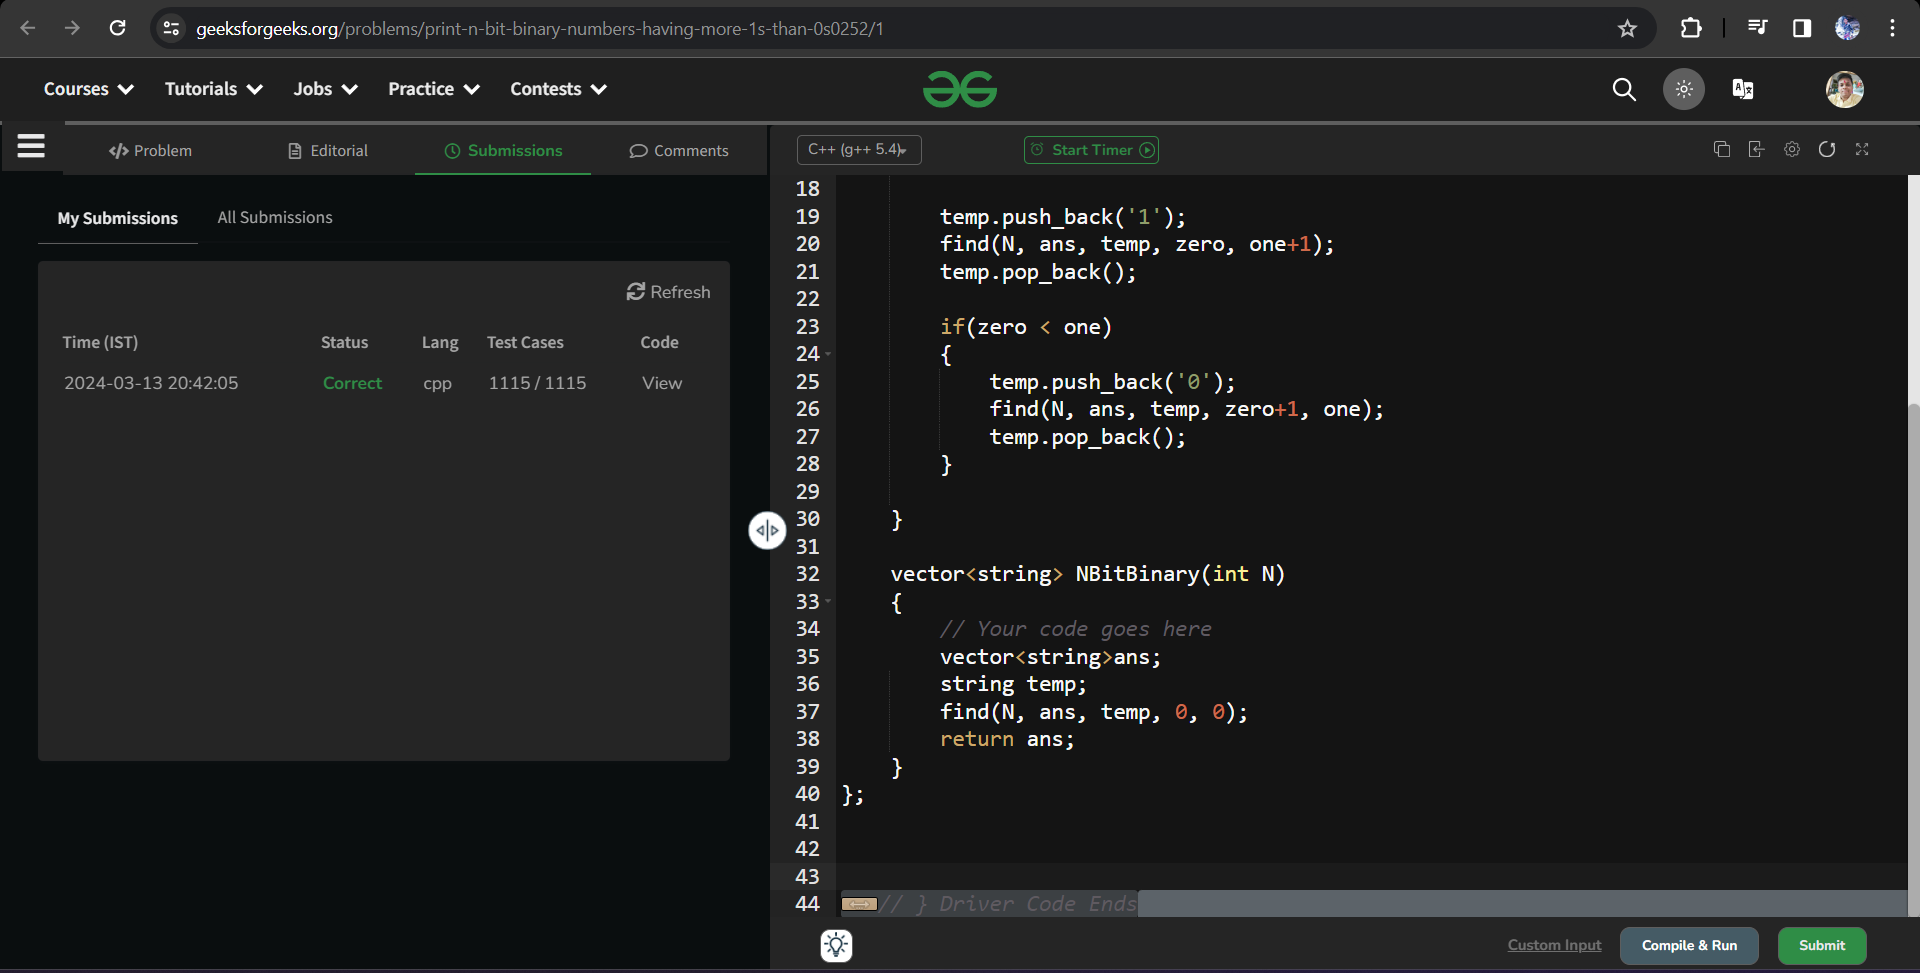 geeksforgeeks.org/problems/print-n-bit-binary-numbers-having-more-1s-than-0s0252/1
Courses Tutorials Jobs Practice Contests
</> Problem Editorial Submissions Comments
My Submissions All Submissions
Refresh
Time (IST) Status Lang Test Cases Code
2024-03-13 20:42:05 Correct cpp 1115 / 1115 View
C++ (g++ 5.4) Start Timer
18
19 temp.push_back('1');
20 find(N, ans, temp, zero, one+1);
21 temp.pop_back();
22
23 if(zero < one)
24 {
25 temp.push_back('0');
26 find(N, ans, temp, zero+1, one);
27 temp.pop_back();
28 }
29
30 }
31
32 vector<string> NBitBinary(int N)
33 {
34 // Your code goes here
35 vector<string>ans;
36 string temp;
37 find(N, ans, temp, 0, 0);
38 return ans;
39 }
40 };
41
42
43
44 // } Driver Code Ends
Custom Input Compile & Run Submit